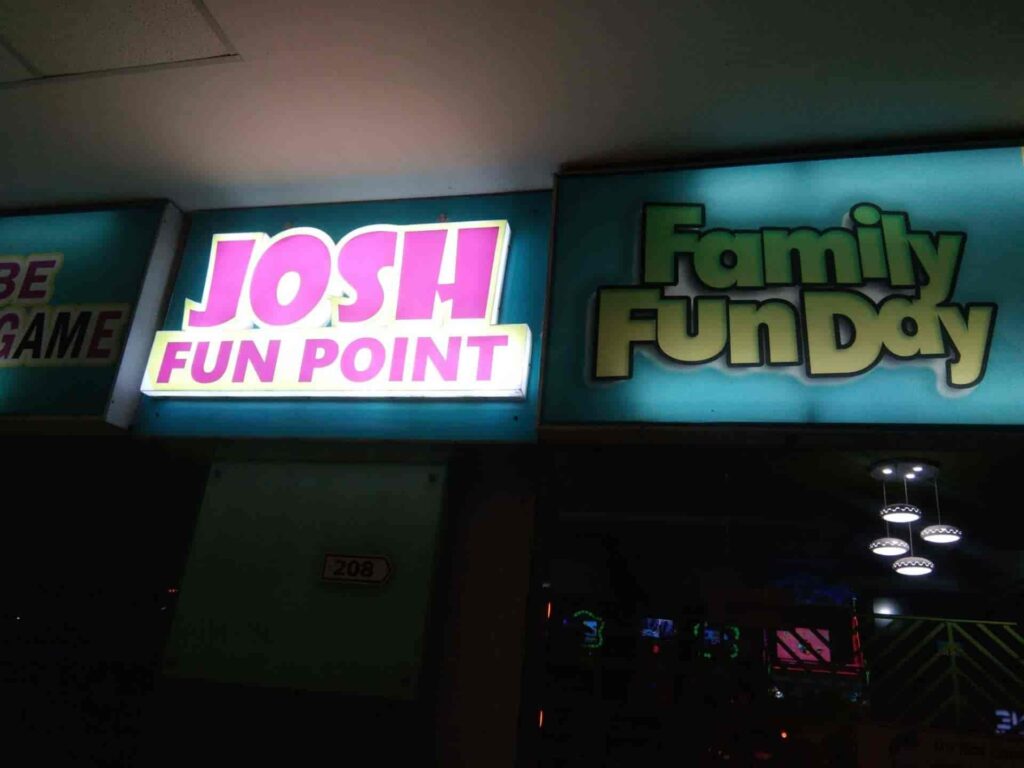 BE
GAME
JOSH
FUN POINT
Family
Fun Day
208